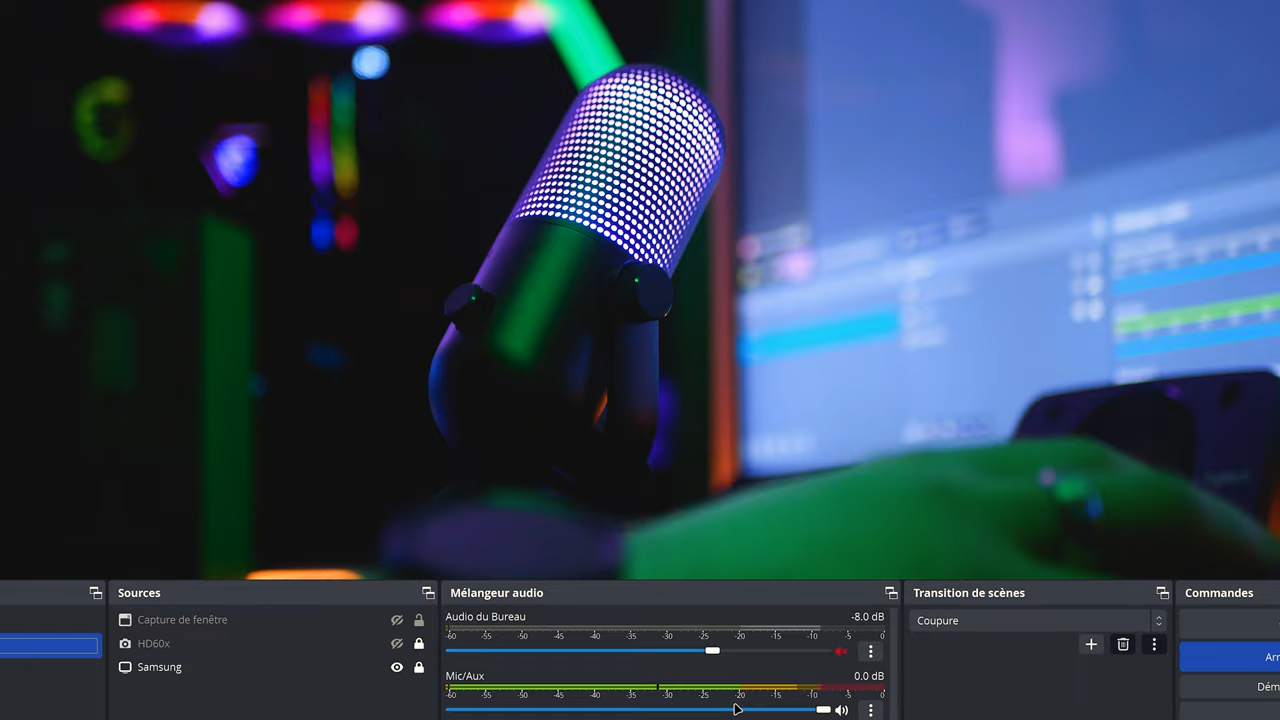 Sources
Capture de fenêtre
HD60x
Samsung
Mélangeur audio
Audio du Bureau -8.0 dB
-60 -55 -50 -45 -40 -35 -30 -25 -20 -15 -10 -5 0
Mic/Aux 0.0 dB
-60 -55 -50 -45 -40 -35 -30 -25 -20 -15 -10 -5 0
Transition de scènes
Coupure
Commandes
Arr
Dém